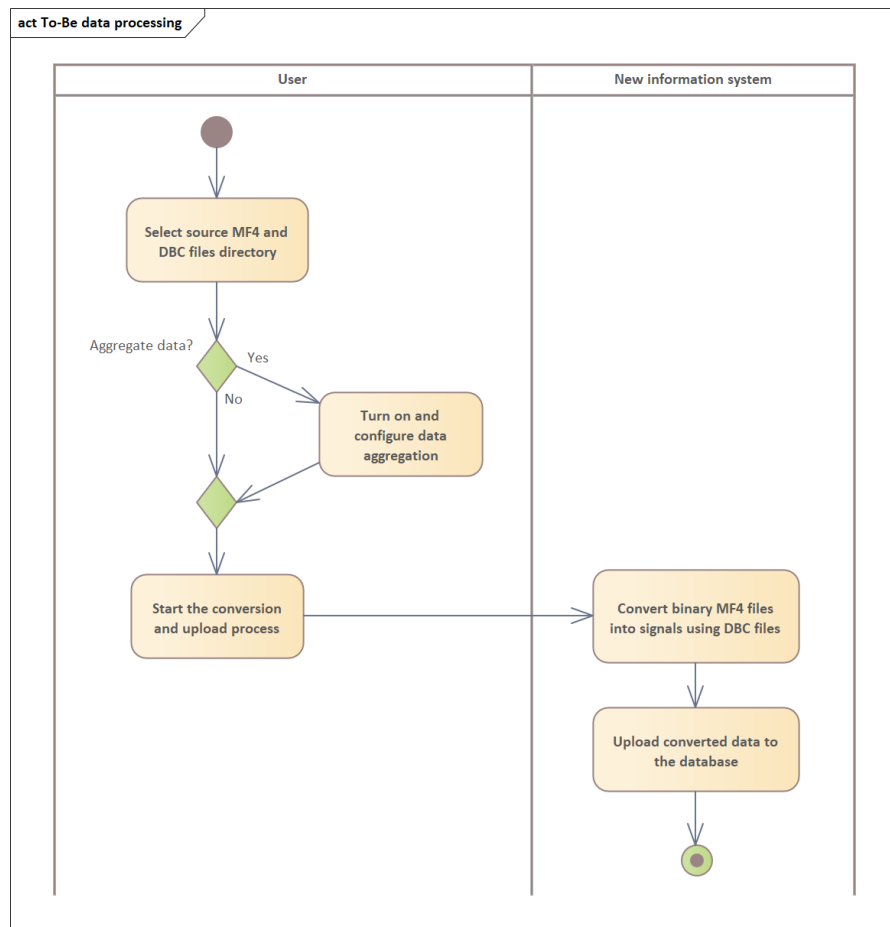 act To-Be data processing
User
New information system
Select source MF4 and
DBC files directory
Aggregate data?
Yes
No
Turn on and
configure data
aggregation
Start the conversion
and upload process
Convert binary MF4 files
into signals using DBC files
Upload converted data to
the database